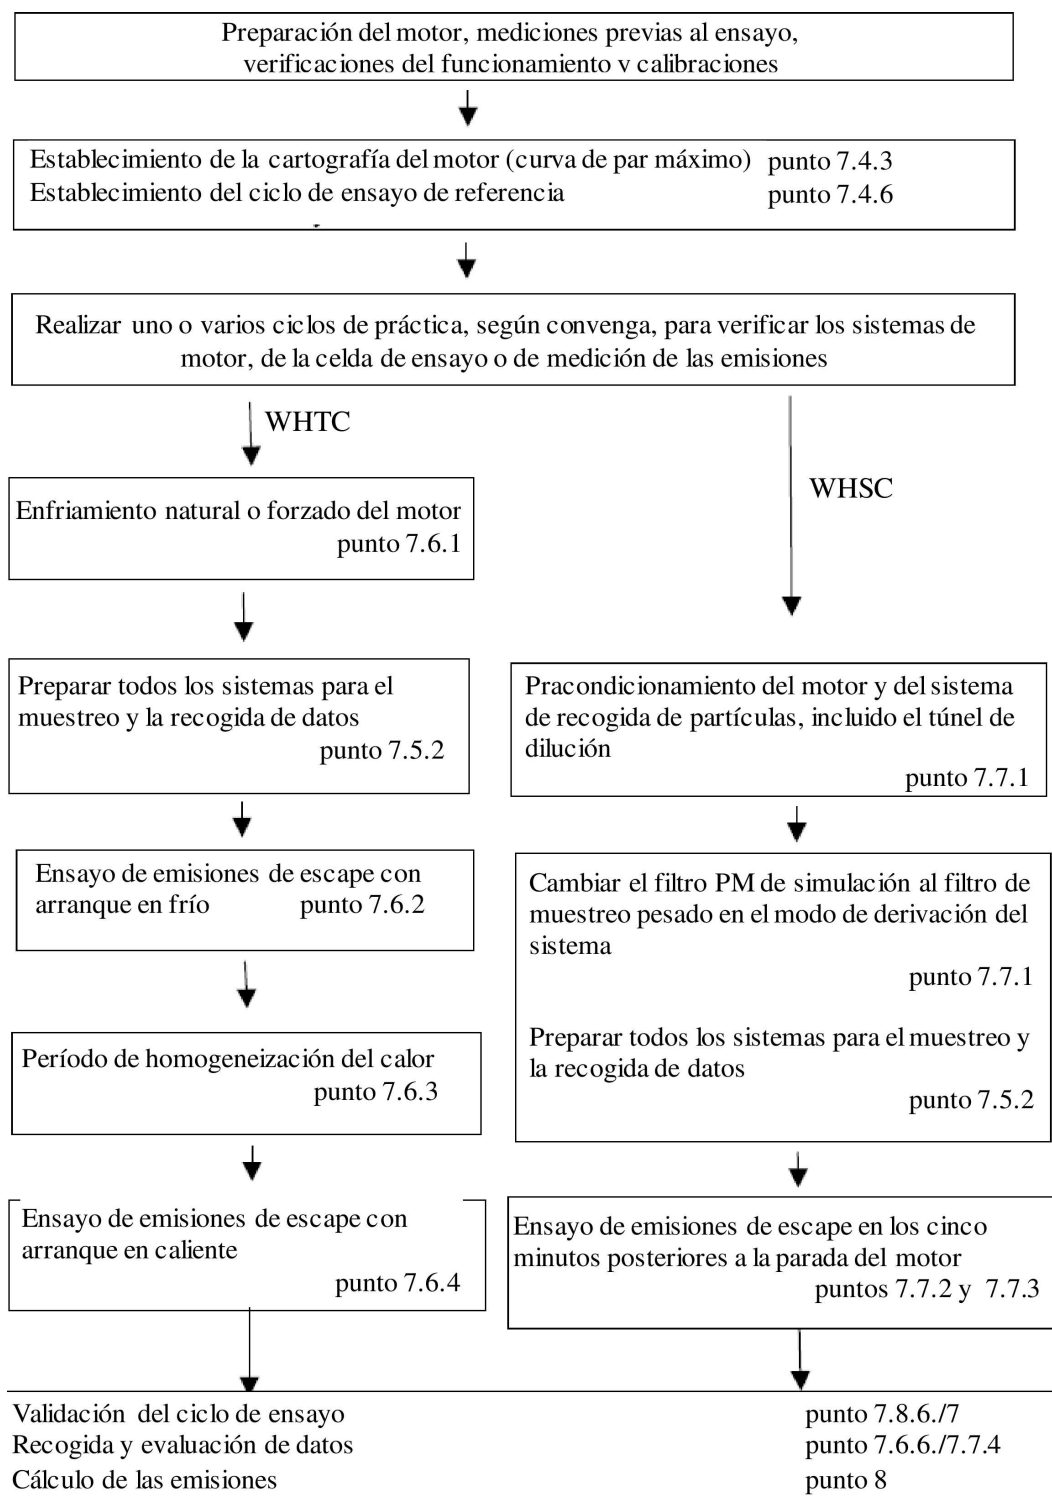 Preparación del motor, mediciones previas al ensayo,
verificaciones del funcionamiento v calibraciones
Establecimiento de la cartografía del motor (curva de par máximo) punto 7.4.3
Establecimiento del ciclo de ensayo de referencia punto 7.4.6
Realizar uno o varios ciclos de práctica, según convenga, para verificar los sistemas de
motor, de la celda de ensayo o de medición de las emisiones
WHTC
Enfriamiento natural o forzado del motor
punto 7.6.1
Preparar todos los sistemas para el
muestreo y la recogida de datos
punto 7.5.2
Ensayo de emisiones de escape con
arranque en frío punto 7.6.2
Período de homogeneización del calor
punto 7.6.3
Ensayo de emisiones de escape con
arranque en caliente
punto 7.6.4
WHSC
Pracondicionamiento del motor y del sistema
de recogida de partículas, incluido el túnel de
dilución
punto 7.7.1
Cambiar el filtro PM de simulación al filtro de
muestreo pesado en el modo de derivación del
sistema
punto 7.7.1
Preparar todos los sistemas para el muestreo y
la recogida de datos
punto 7.5.2
Ensayo de emisiones de escape en los cinco
minutos posteriores a la parada del motor
puntos 7.7.2 y 7.7.3
Validación del ciclo de ensayo punto 7.8.6./7
Recogida y evaluación de datos punto 7.6.6./7.7.4
Cálculo de las emisiones punto 8